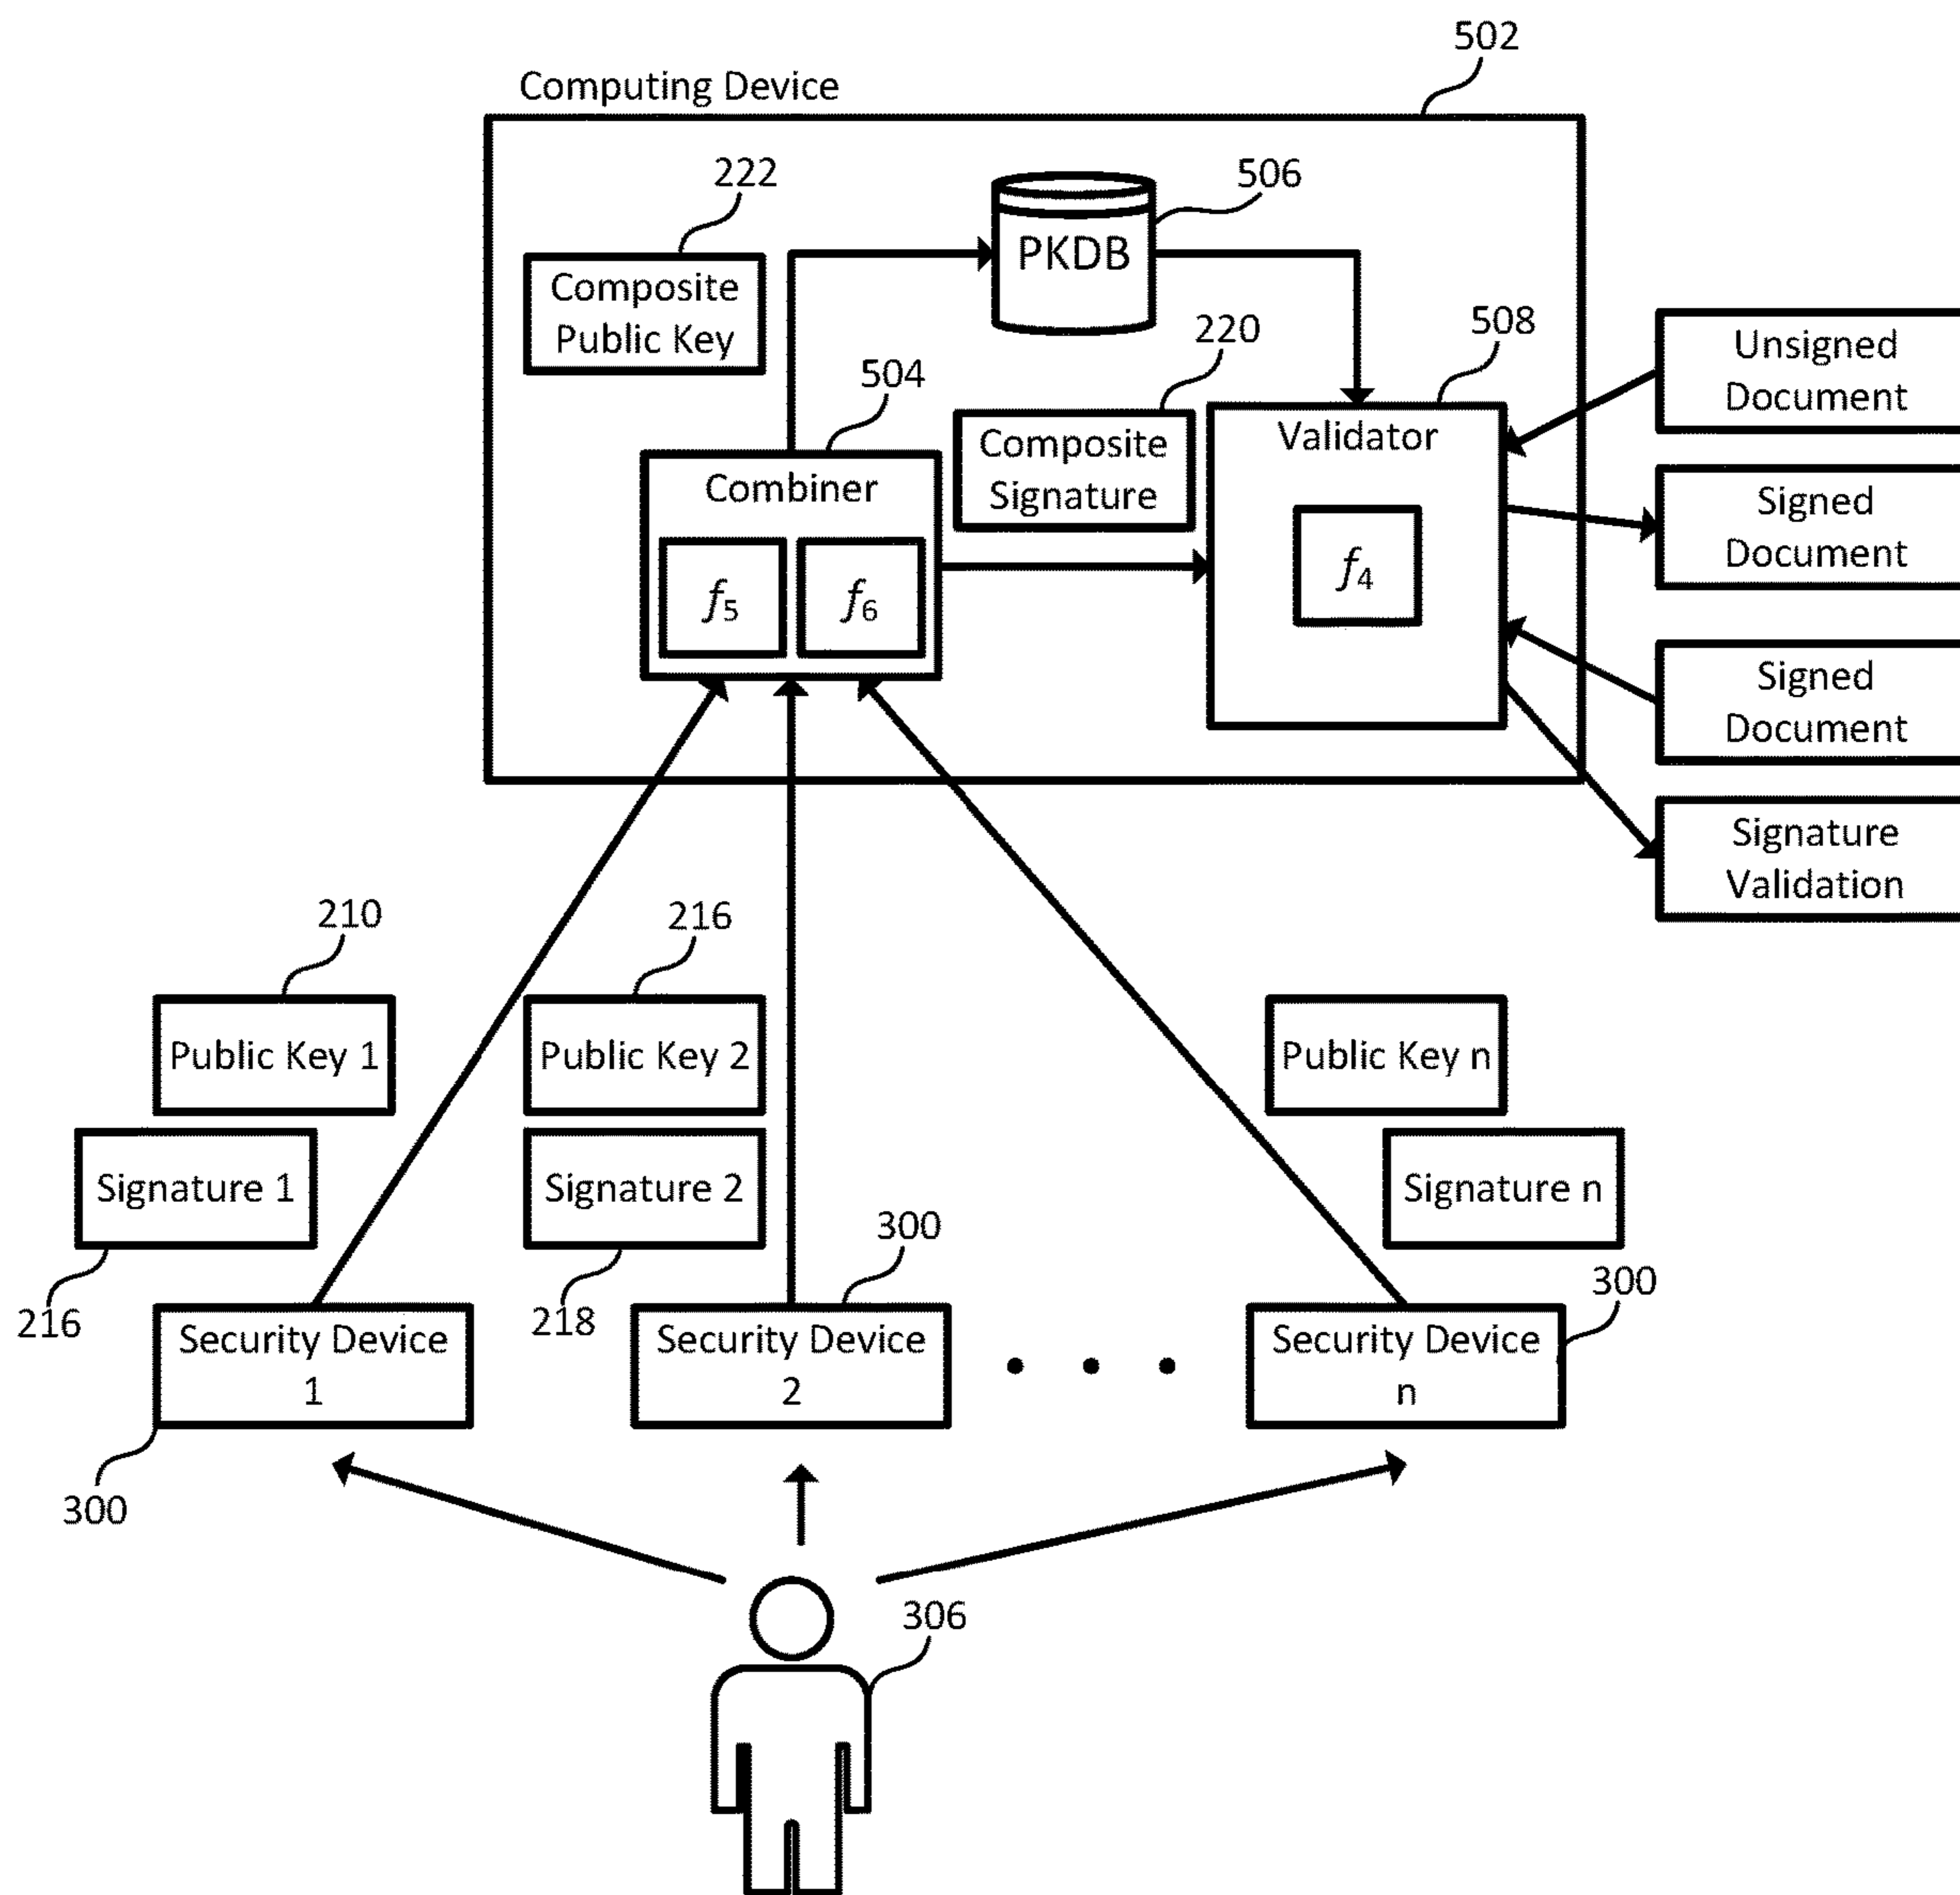 502
Computing Device
222
506
Composite
Public Key
PKDB
504
220
508
Composite
Signature
Combiner
f5
f6
Validator
f4
Unsigned
Document
Signed
Document
Signed
Document
Signature
Validation
210
216
Public Key 1
Public Key 2
Public Key n
Signature 1
Signature 2
Signature n
216
218
300
300
Security Device
1
Security Device
2
• • •
Security Device
n
300
306